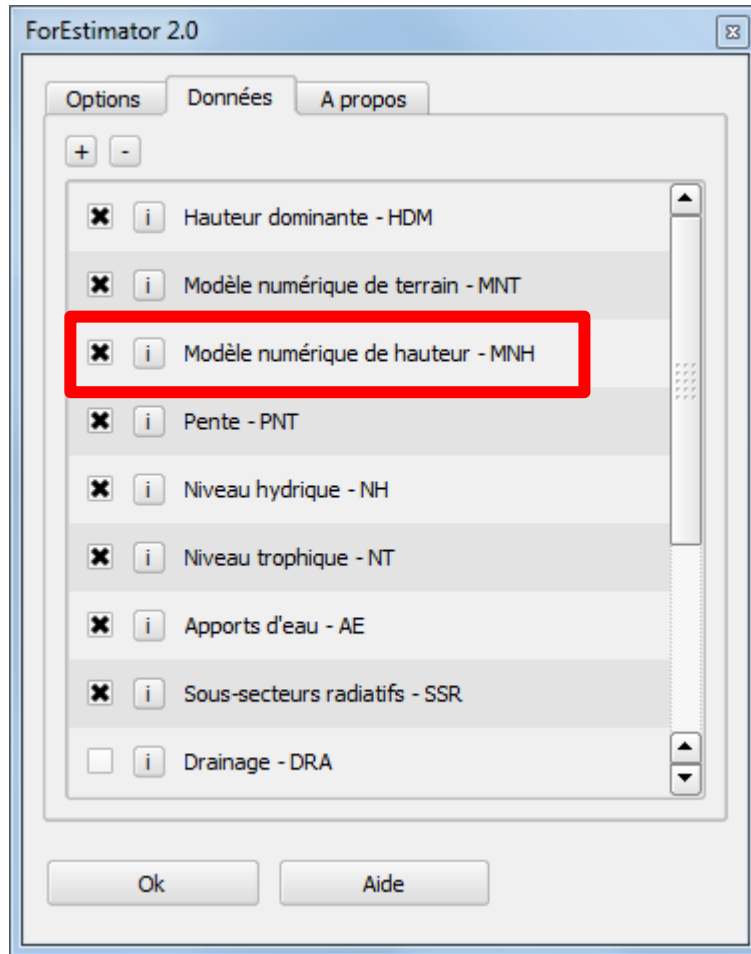 ForEstimator 2.0
Options Données A propos
+ -
i Hauteur dominante - HDM
i Modèle numérique de terrain - MNT
i Modèle numérique de hauteur - MNH
i Pente - PNT
i Niveau hydrique - NH
i Niveau trophique - NT
i Apports d'eau - AE
i Sous-secteurs radiatifs - SSR
i Drainage - DRA
Ok Aide